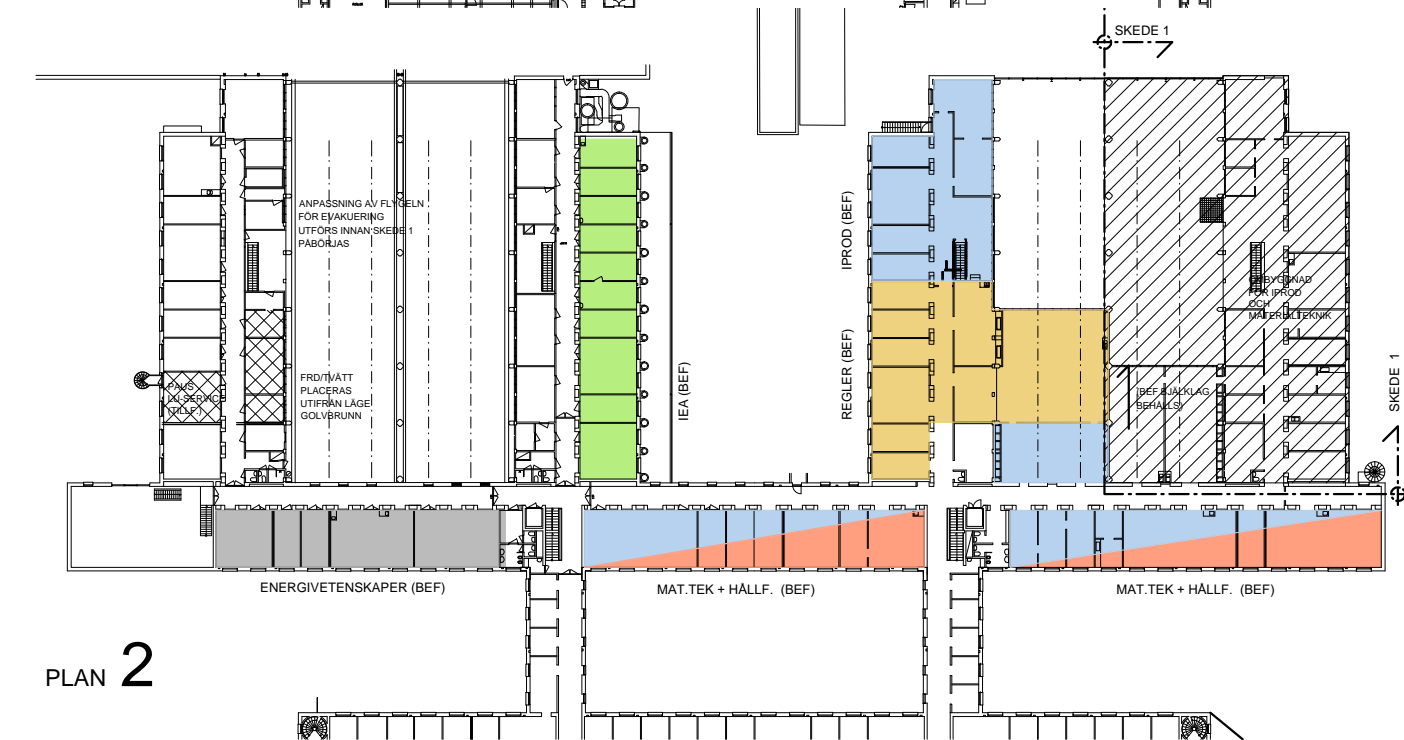 SKEDE 1
ANPASSNING AV FLYGELN
FÖR EVAKUERING
UTFÖRS INNAN SKEDE 1
PÅBÖRJAS
IPROD (BEF)
OMBYGGNAD
FÖR IPROD
OCH
MATERIALTEKNIK
PAUS
LU-SERVICE
(TILLF.)
FRD/TVÄTT
PLACERAS
UTIFRÅN LÄGE
GOLVBRUNN
IEA (BEF)
REGLER (BEF)
(BEF BJÄLKLAG
BEHÅLLS)
SKEDE 1
ENERGIVETENSKAPER (BEF)
MAT.TEK + HÅLLF. (BEF)
MAT.TEK + HÅLLF. (BEF)
PLAN 2